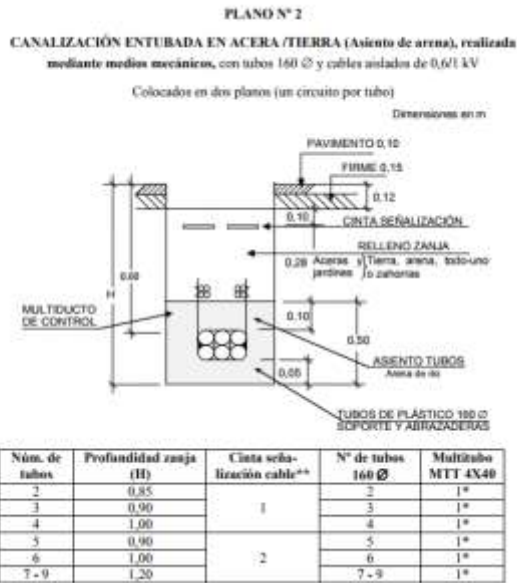 PLANO Nº 2
CANALIZACIÓN ENTUBADA EN ACERA /TIERRA (Asiento de arena), realizada
mediante medios mecánicos, con tubos 160 Ø y cables aislados de 0,6/1 kV
Colocados en dos planos (un circuito por tubo)
Dimensiones en m
PAVIMENTO 0,10
FIRME 0,15
0,12
0,10
CINTA SEÑALIZACIÓN
RELLENO ZANJA
0,28 Aceras y jardines
Tierra, arena, todo-uno
o zahorras
0,60
H
MULTIDUCTO
DE CONTROL
0,10
0,50
ASIENTO TUBOS
Arena de río
0,05
TUBOS DE PLÁSTICO 160 Ø
SOPORTE Y ABRAZADERAS
Núm. de tubos Profundidad zanja (H) Cinta seña-lización cable** Nº de tubos 160 Ø Multitubo MTT 4X40
2 0,85 2 1*
3 0,90 1 3 1*
4 1,00 4 1*
5 0,90 5 1*
6 1,00 2 6 1*
7 - 9 1,20 7 - 9 1*